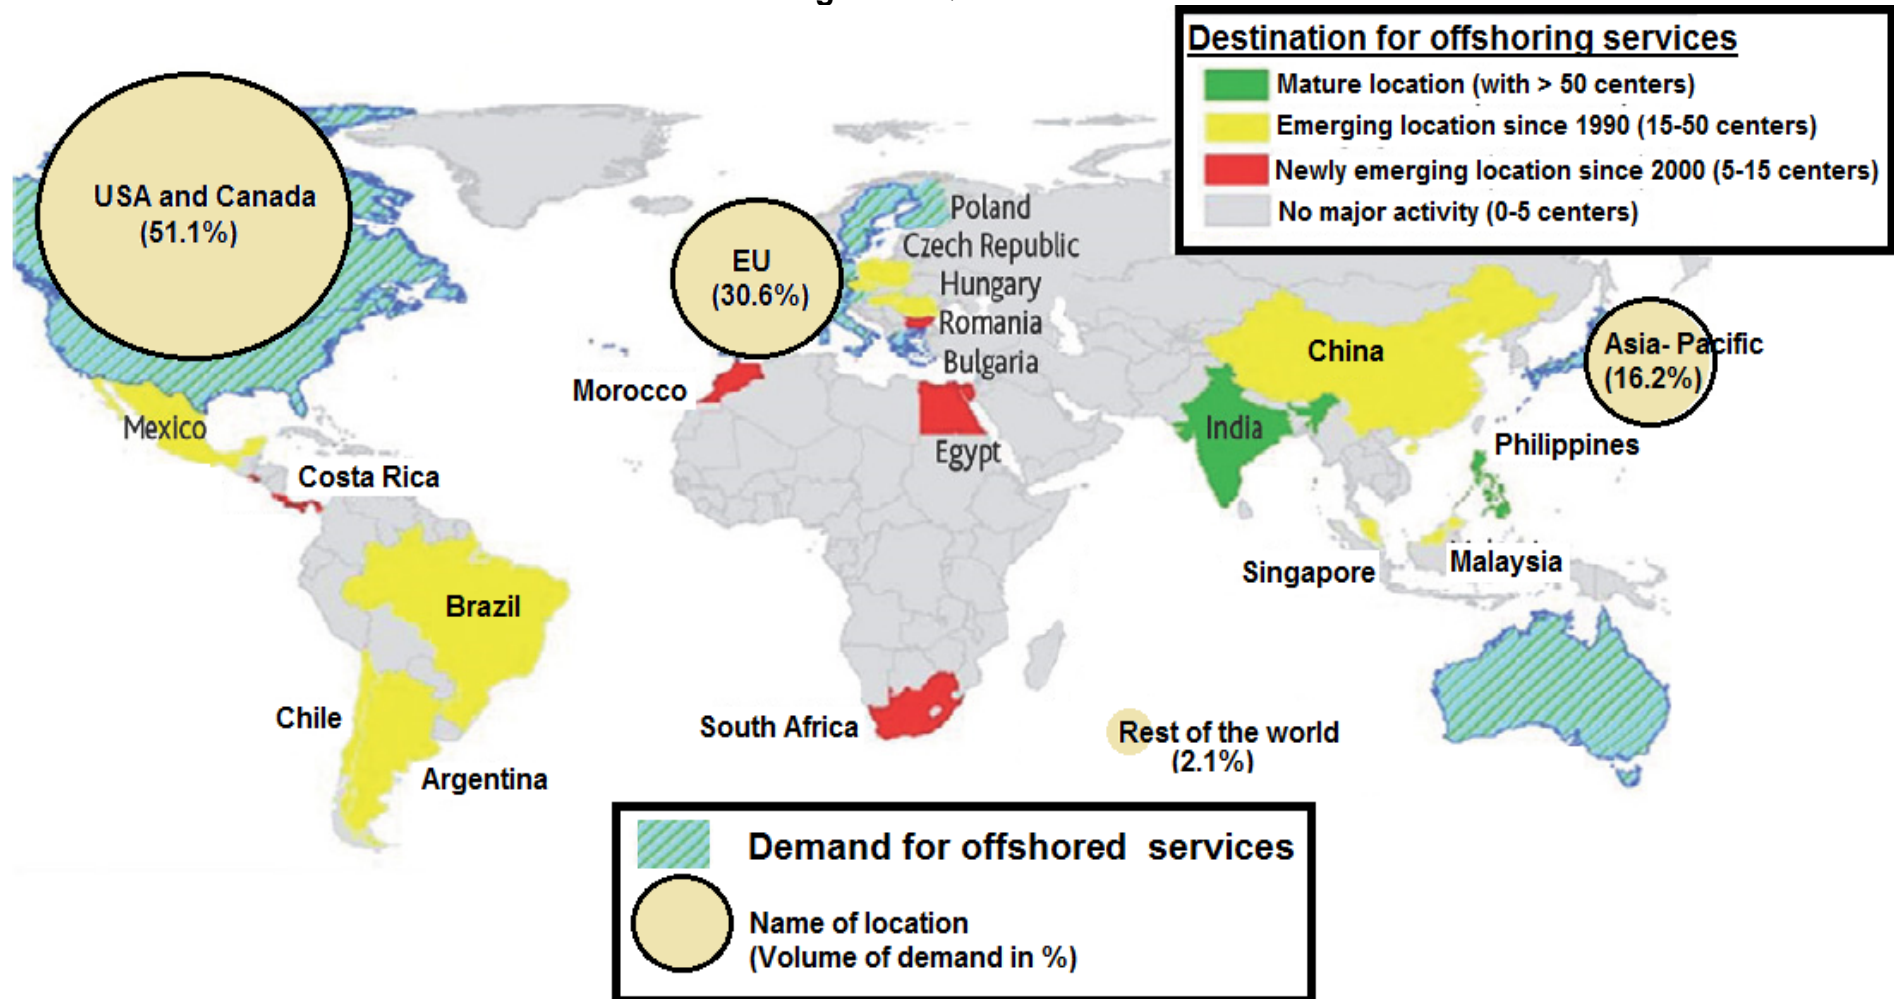 Destination for offshoring services
Mature location (with > 50 centers)
Emerging location since 1990 (15-50 centers)
Newly emerging location since 2000 (5-15 centers)
No major activity (0-5 centers)
USA and Canada
(51.1%)
EU
(30.6%)
Poland
Czech Republic
Hungary
Romania
Bulgaria
Asia- Pacific
(16.2%)
China
Morocco
Mexico
India
Egypt
Philippines
Costa Rica
Singapore
Malaysia
Brazil
Chile
South Africa
Rest of the world
(2.1%)
Argentina
Demand for offshored services
Name of location
(Volume of demand in %)